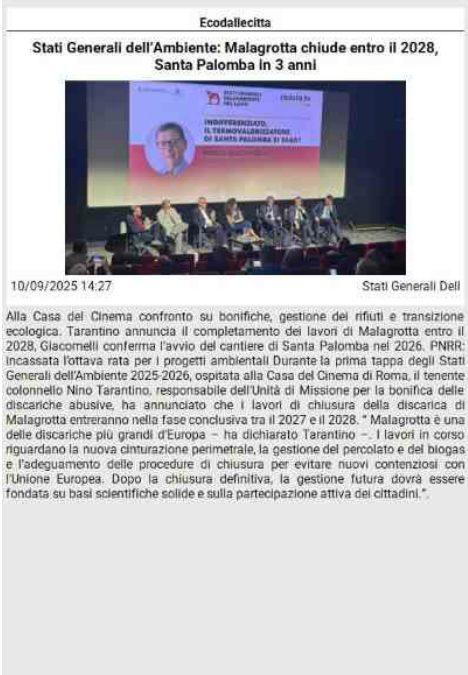 Ecodallecitta
Stati Generali dell'Ambiente: Malagrotta chiude entro il 2028,
Santa Palomba in 3 anni
INDIFFERENZIATO,
IL TERMOVALORIZZATORE
DI SANTA PALOMBA SI FARÀ?
10/09/2025 14:27
Stati Generali Dell
Alla Casa del Cinema confronto su bonifiche, gestione dei rifiuti e transizione
ecologica. Tarantino annuncia il completamento dei lavori di Malagrotta entro il
2028, Giacomelli conferma l'avvio del cantiere di Santa Palomba nel 2026. PNRR:
incassata l'ottava rata per i progetti ambientali Durante la prima tappa degli Stati
Generali dell'Ambiente 2025-2026, ospitata alla Casa del Cinema di Roma, il tenente
colonnello Nino Tarantino, responsabile dell'Unità di Missione per la bonifica delle
discariche abusive, ha annunciato che i lavori di chiusura della discarica di
Malagrotta entreranno nella fase conclusiva tra il 2027 e il 2028. " Malagrotta è una
delle discariche più grandi d'Europa – ha dichiarato Tarantino –. I lavori in corso
riguardano la nuova cinturazione perimetrale, la gestione del percolato e del biogas
e l'adeguamento delle procedure di chiusura per evitare nuovi contenziosi con
l'Unione Europea. Dopo la chiusura definitiva, la gestione futura dovrà essere
fondata su basi scientifiche solide e sulla partecipazione attiva dei cittadini.".